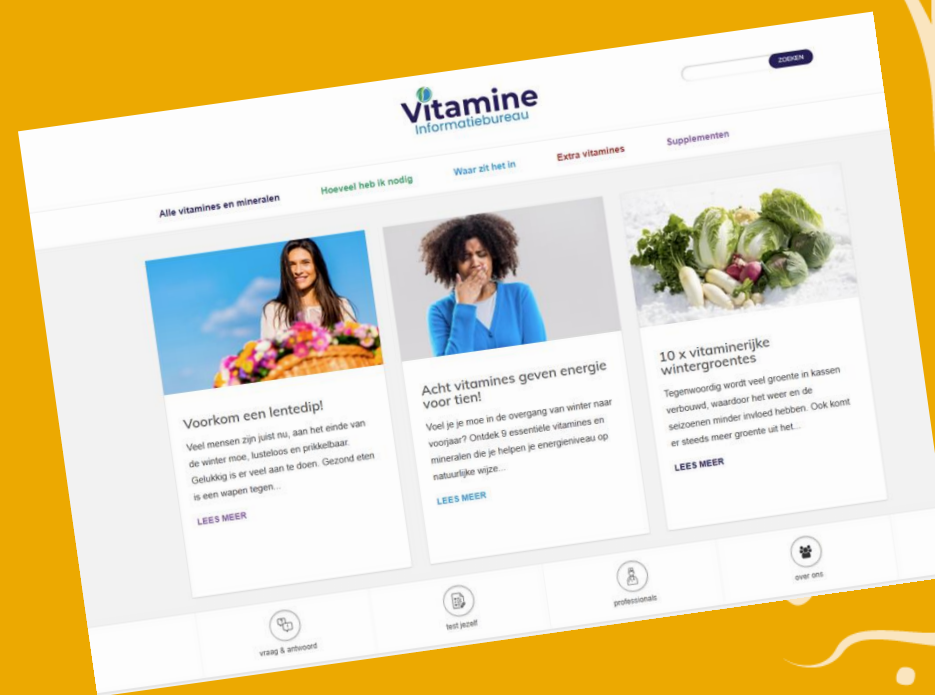 Vitamine
Informatiebureau
ZOEKEN
Alle vitamines en mineralen
Hoeveel heb ik nodig
Waar zit het in
Extra vitamines
Supplementen
Voorkom een lentedip!
Veel mensen zijn juist nu, aan het einde van
de winter moe, lusteloos en prikkelbaar.
Gelukkig is er veel aan te doen. Gezond eten
is een wapen tegen...
LEES MEER
Acht vitamines geven energie
voor tien!
Voel je je moe in de overgang van winter naar
voorjaar? Ontdek 9 essentiële vitamines en
mineralen die je helpen je energieniveau op
natuurlijke wijze...
LEES MEER
10 x vitaminerijke
wintergroentes
Tegenwoordig wordt veel groente in kassen
verbouwd, waardoor het weer en de
seizoenen minder invloed hebben. Ook komt
er steeds meer groente uit het...
LEES MEER
vraag & antwoord
test jezelf
professionals
over ons